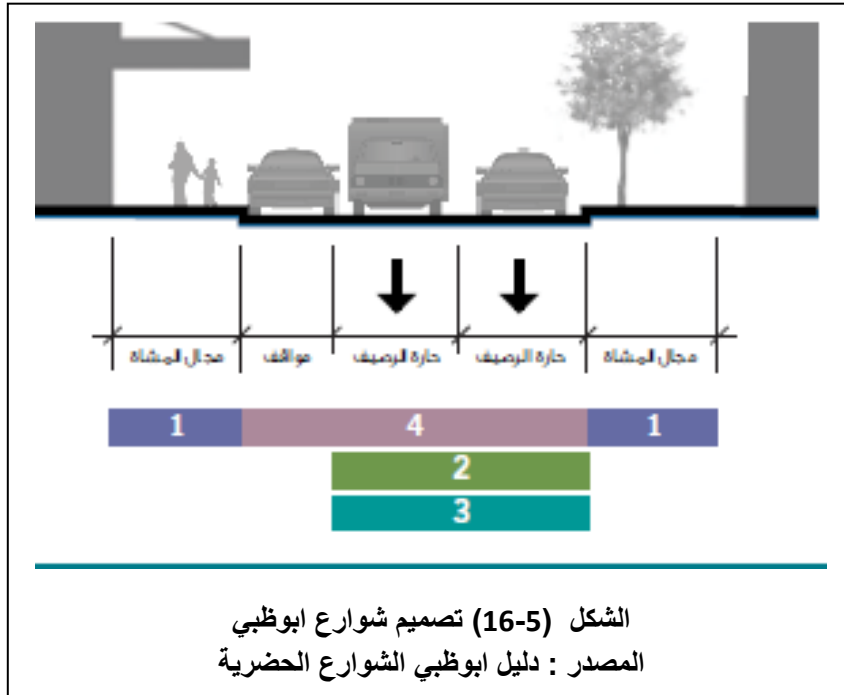 مجال المشاة حارة الرصيف حارة الرصيف مواقف مجال المشاة
1 4 1
2
3
الشكل (5-16) تصميم شوارع ابوظبي
المصدر : دليل ابوظبي الشوارع الحضرية